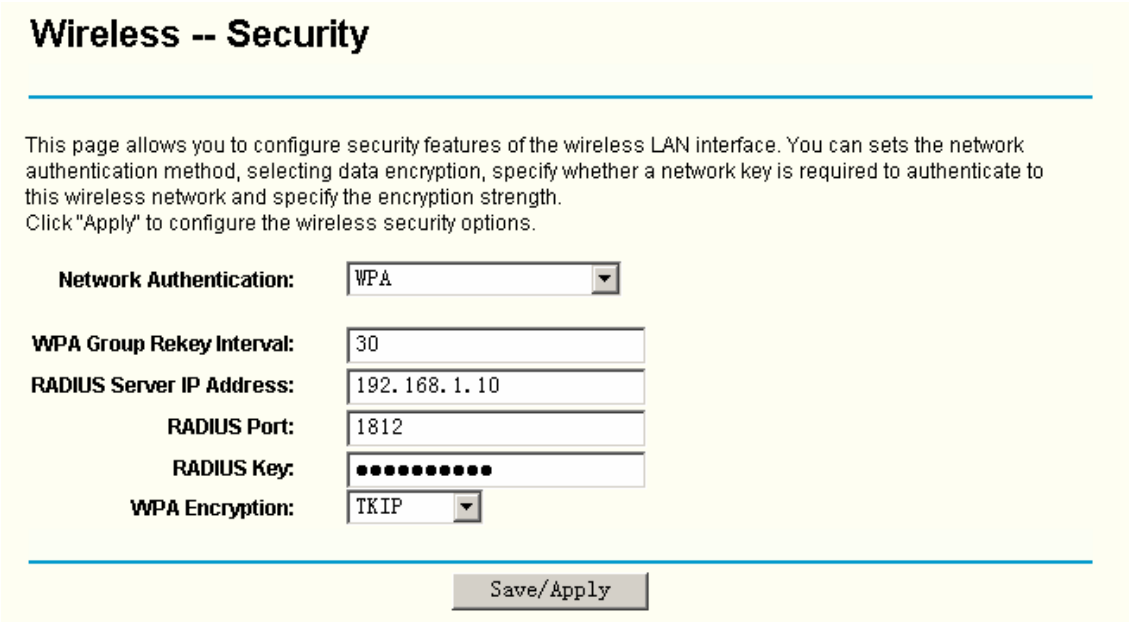 Wireless -- Security
This page allows you to configure security features of the wireless LAN interface. You can sets the network
authentication method, selecting data encryption, specify whether a network key is required to authenticate to
this wireless network and specify the encryption strength.
Click "Apply" to configure the wireless security options.
Network Authentication: WPA
WPA Group Rekey Interval: 30
RADIUS Server IP Address: 192.168.1.10
RADIUS Port: 1812
RADIUS Key: ●●●●●●●●●●
WPA Encryption: TKIP
Save/Apply